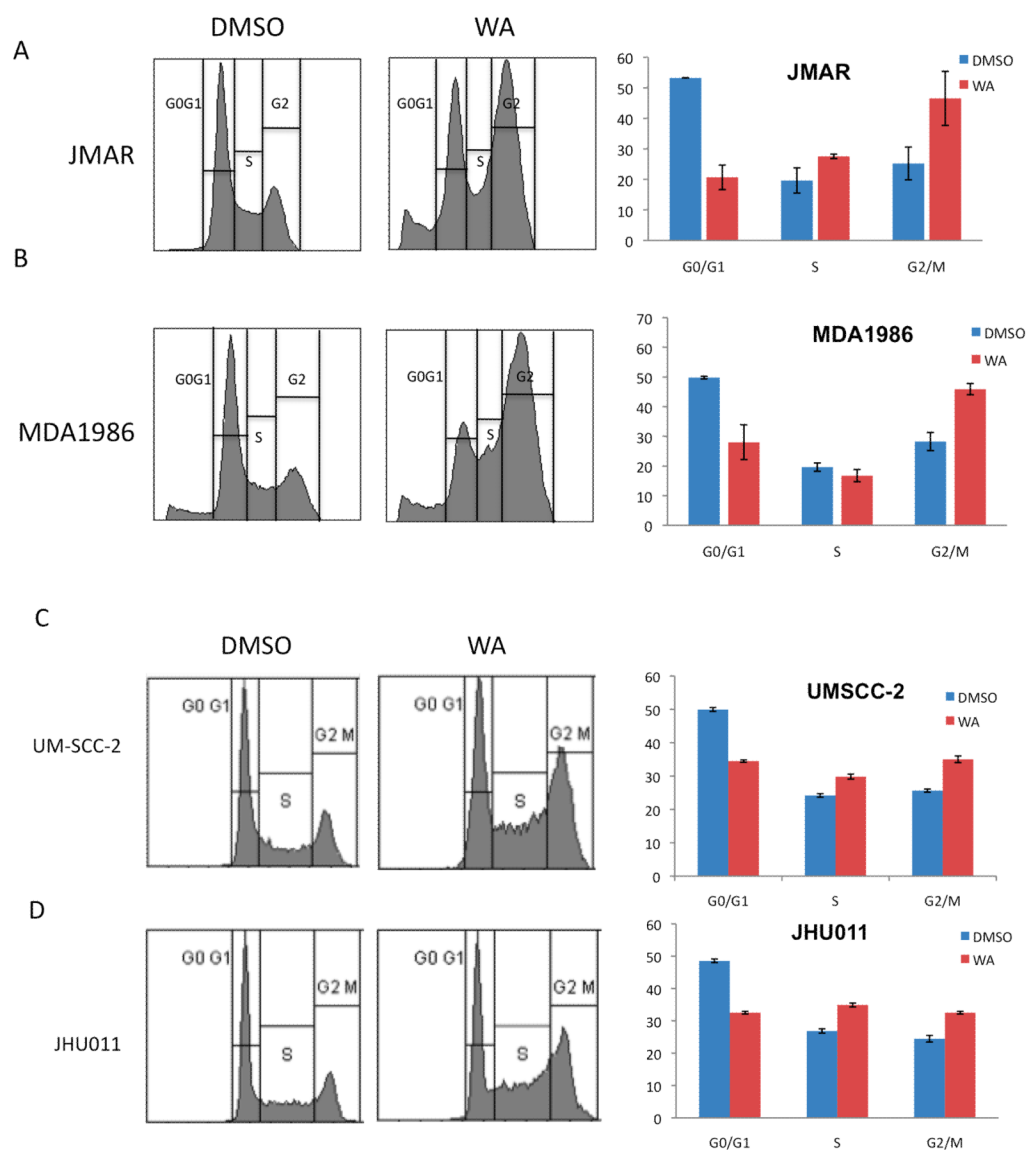 DMSO
WA
A
JMAR
G0G1
S
G2
G0G1
S
G2
JMAR
DMSO
WA
60
50
40
30
20
10
0
G0/G1
S
G2/M
B
MDA1986
G0G1
S
G2
G0G1
S
G2
MDA1986
DMSO
WA
70
60
50
40
30
20
10
0
G0/G1
S
G2/M
C
DMSO
WA
UM-SCC-2
G0 G1
S
G2 M
G0 G1
S
G2 M
UMSCC-2
DMSO
WA
60
50
40
30
20
10
0
G0/G1
S
G2/M
D
JHU011
G0 G1
S
G2 M
G0 G1
S
G2 M
JHU011
DMSO
WA
60
50
40
30
20
10
0
G0/G1
S
G2/M